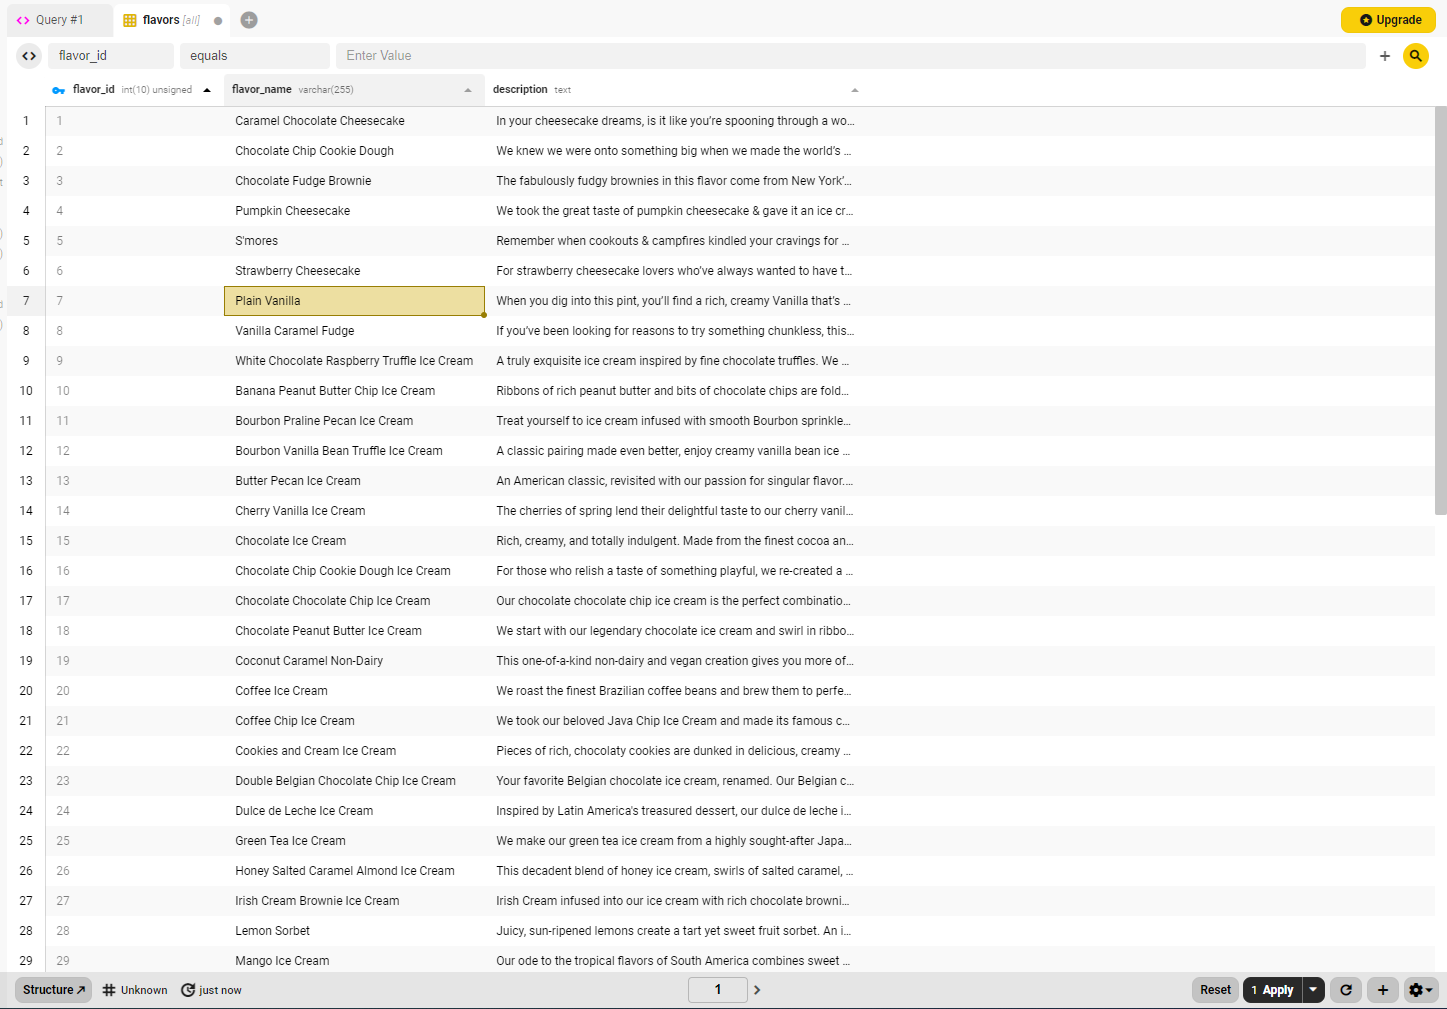 Query #1
flavors [all]
Upgrade
flavor_id equals Enter Value
flavor_id int(10) unsigned flavor_name varchar(255) description text
1 1 Caramel Chocolate Cheesecake In your cheesecake dreams, is it like you're spooning through a wo...
2 2 Chocolate Chip Cookie Dough We knew we were onto something big when we made the world's ...
3 3 Chocolate Fudge Brownie The fabulously fudgy brownies in this flavor come from New York'...
4 4 Pumpkin Cheesecake We took the great taste of pumpkin cheesecake & gave it an ice cr...
5 5 S'mores Remember when cookouts & campfires kindled your cravings for ...
6 6 Strawberry Cheesecake For strawberry cheesecake lovers who've always wanted to have t...
7 7 Plain Vanilla When you dig into this pint, you'll find a rich, creamy Vanilla that's ...
8 8 Vanilla Caramel Fudge If you've been looking for reasons to try something chunkless, this...
9 9 White Chocolate Raspberry Truffle Ice Cream A truly exquisite ice cream inspired by fine chocolate truffles. We ...
10 10 Banana Peanut Butter Chip Ice Cream Ribbons of rich peanut butter and bits of chocolate chips are fold...
11 11 Bourbon Praline Pecan Ice Cream Treat yourself to ice cream infused with smooth Bourbon sprinkle...
12 12 Bourbon Vanilla Bean Truffle Ice Cream A classic pairing made even better, enjoy creamy vanilla bean ice ...
13 13 Butter Pecan Ice Cream An American classic, revisited with our passion for singular flavor....
14 14 Cherry Vanilla Ice Cream The cherries of spring lend their delightful taste to our cherry vanil...
15 15 Chocolate Ice Cream Rich, creamy, and totally indulgent. Made from the finest cocoa an...
16 16 Chocolate Chip Cookie Dough Ice Cream For those who relish a taste of something playful, we re-created a ...
17 17 Chocolate Chocolate Chip Ice Cream Our chocolate chocolate chip ice cream is the perfect combinatio...
18 18 Chocolate Peanut Butter Ice Cream We start with our legendary chocolate ice cream and swirl in ribbo...
19 19 Coconut Caramel Non-Dairy This one-of-a-kind non-dairy and vegan creation gives you more of...
20 20 Coffee Ice Cream We roast the finest Brazilian coffee beans and brew them to perfe...
21 21 Coffee Chip Ice Cream We took our beloved Java Chip Ice Cream and made its famous c...
22 22 Cookies and Cream Ice Cream Pieces of rich, chocolaty cookies are dunked in delicious, creamy ...
23 23 Double Belgian Chocolate Chip Ice Cream Your favorite Belgian chocolate ice cream, renamed. Our Belgian c...
24 24 Dulce de Leche Ice Cream Inspired by Latin America's treasured dessert, our dulce de leche i...
25 25 Green Tea Ice Cream We make our green tea ice cream from a highly sought-after Japa...
26 26 Honey Salted Caramel Almond Ice Cream This decadent blend of honey ice cream, swirls of salted caramel, ...
27 27 Irish Cream Brownie Ice Cream Irish Cream infused into our ice cream with rich chocolate browni...
28 28 Lemon Sorbet Juicy, sun-ripened lemons create a tart yet sweet fruit sorbet. An i...
29 29 Mango Ice Cream Our ode to the tropical flavors of South America combines sweet ...
Structure Unknown just now 1 Reset 1 Apply